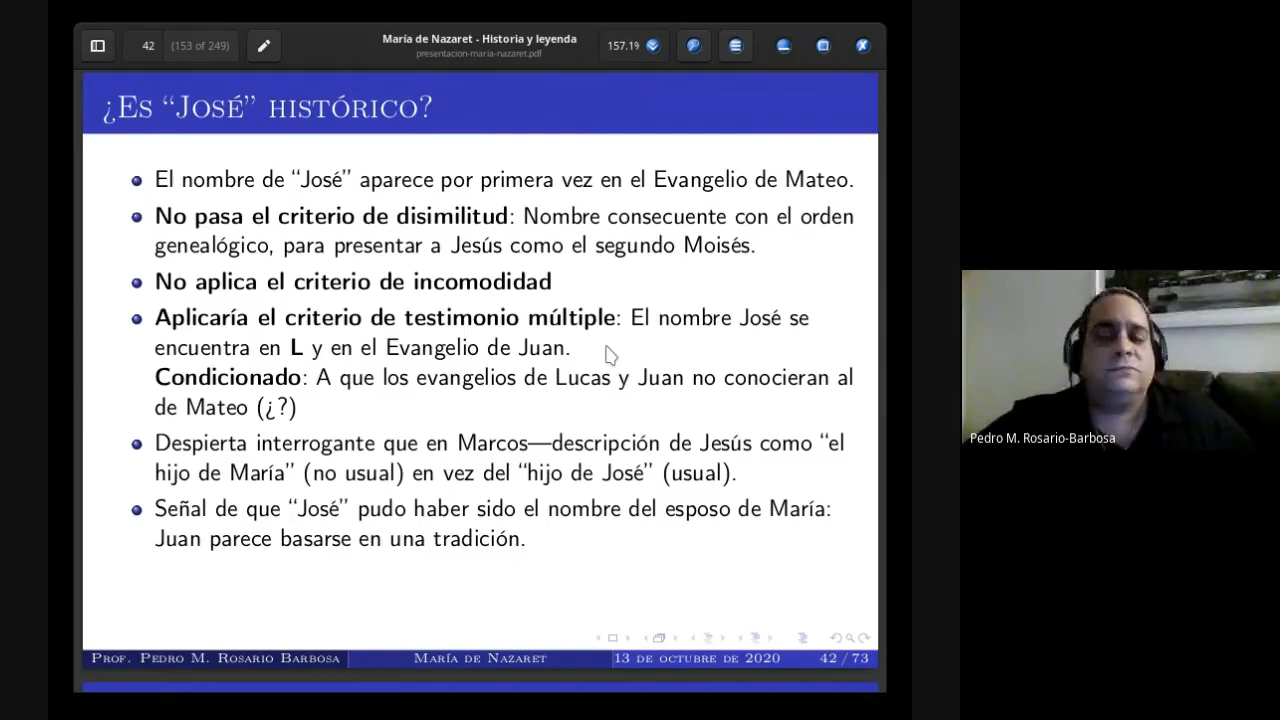 42
(153 of 249)
María de Nazaret - Historia y leyenda
presentacion-maria-nazaret.pdf
157.19
¿Es “José” histórico?
El nombre de “José” aparece por primera vez en el Evangelio de Mateo.
No pasa el criterio de disimilitud: Nombre consecuente con el orden
genealógico, para presentar a Jesús como el segundo Moisés.
No aplica el criterio de incomodidad
Aplicaría el criterio de testimonio múltiple: El nombre José se
encuentra en L y en el Evangelio de Juan.
Condicionado: A que los evangelios de Lucas y Juan no conocieran al
de Mateo (¿?)
Despierta interrogante que en Marcos—descripción de Jesús como “el
hijo de María” (no usual) en vez del “hijo de José” (usual).
Señal de que “José” pudo haber sido el nombre del esposo de María:
Juan parece basarse en una tradición.
Prof. Pedro M. Rosario Barbosa
María de Nazaret
13 de octubre de 2020
42 / 73
Pedro M. Rosario-Barbosa